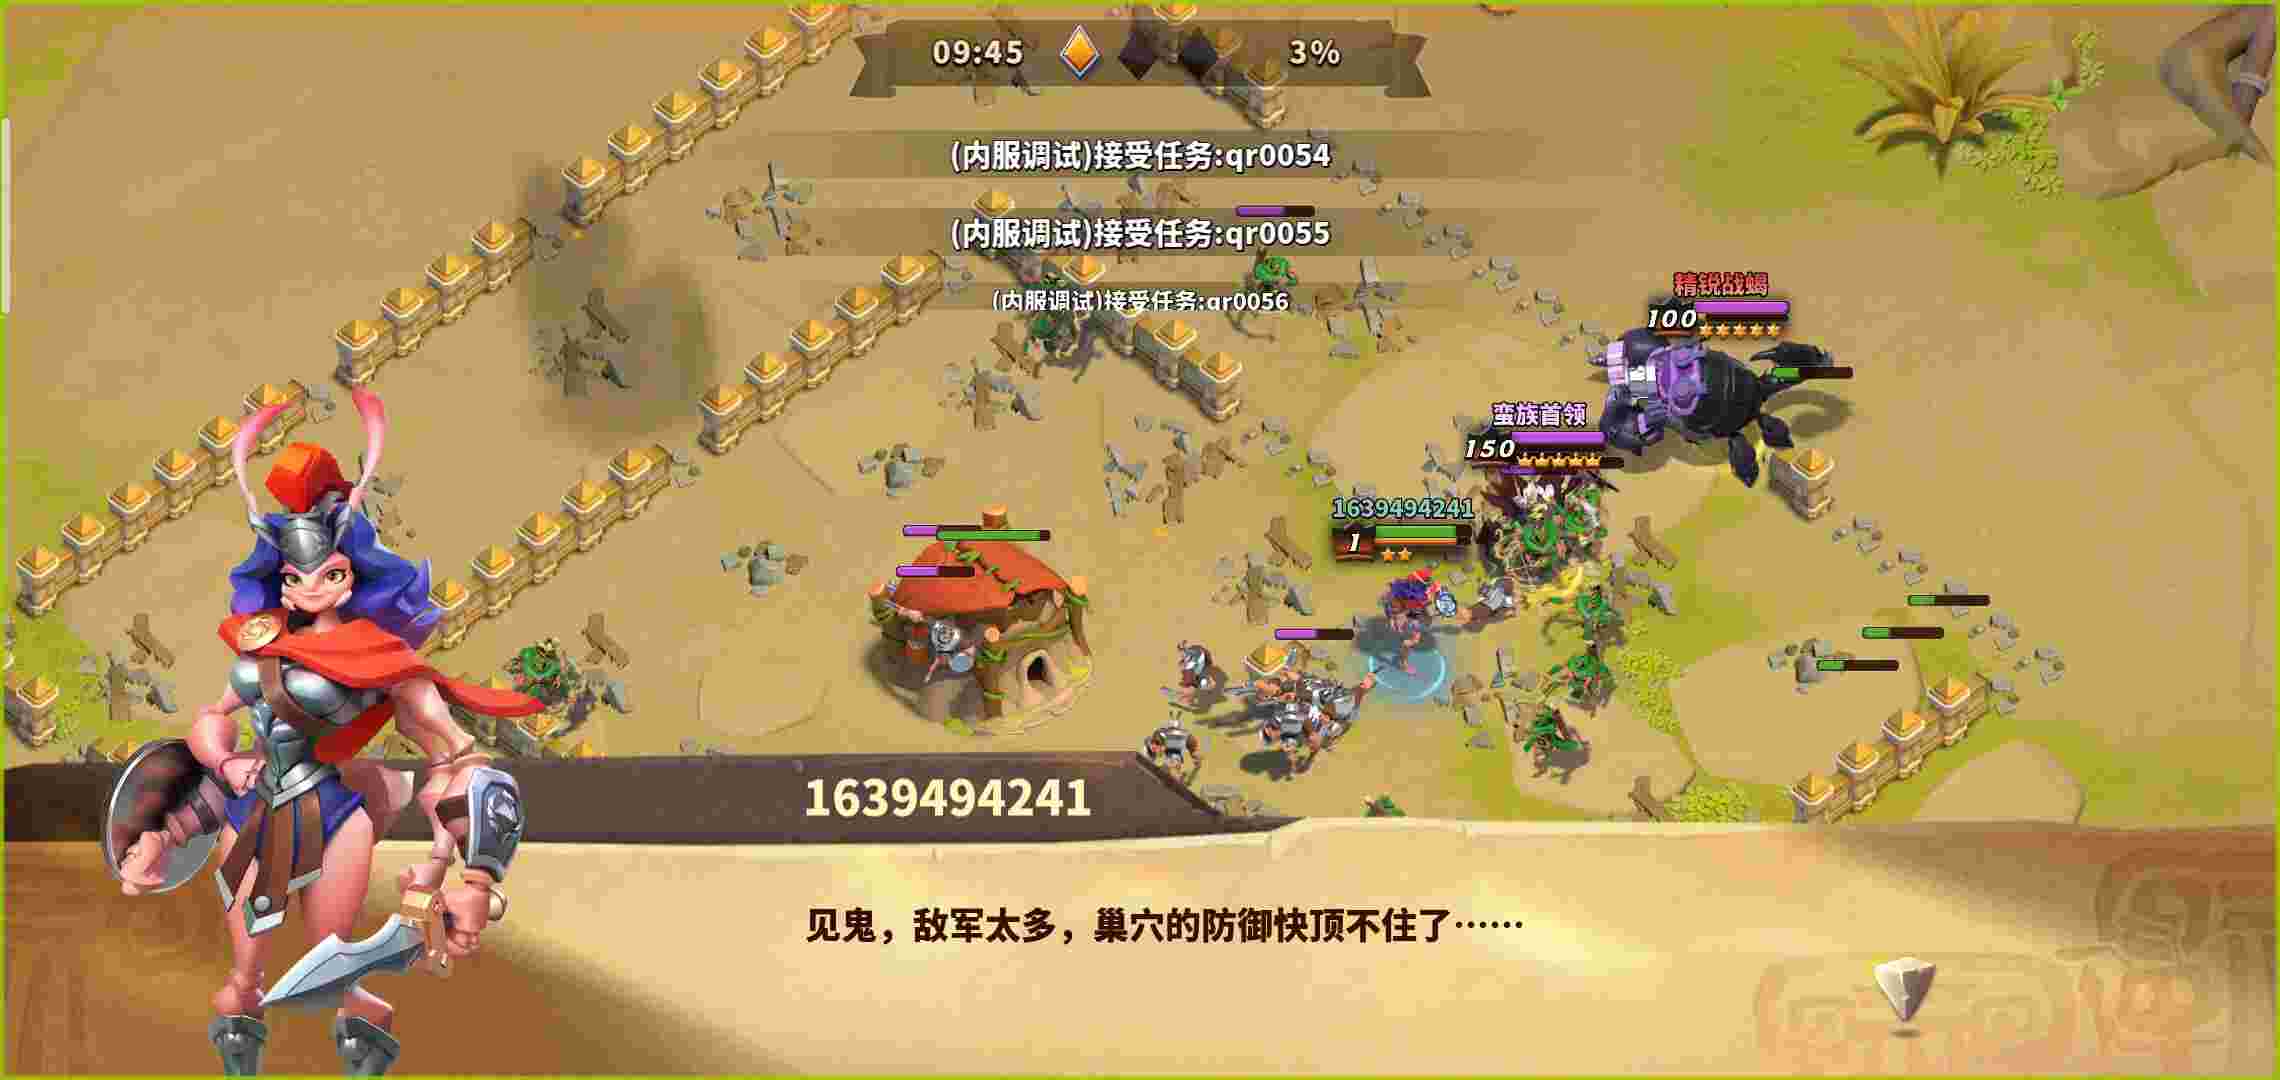 09:45
3%
(内服调试)接受任务:qr0054
(内服调试)接受任务:qr0055
(内服调试)接受任务:qr0056
精锐战蝎
100
蛮族首领
150
1639494241
1
1639494241
见鬼，敌军太多，巢穴的防御快顶不住了……